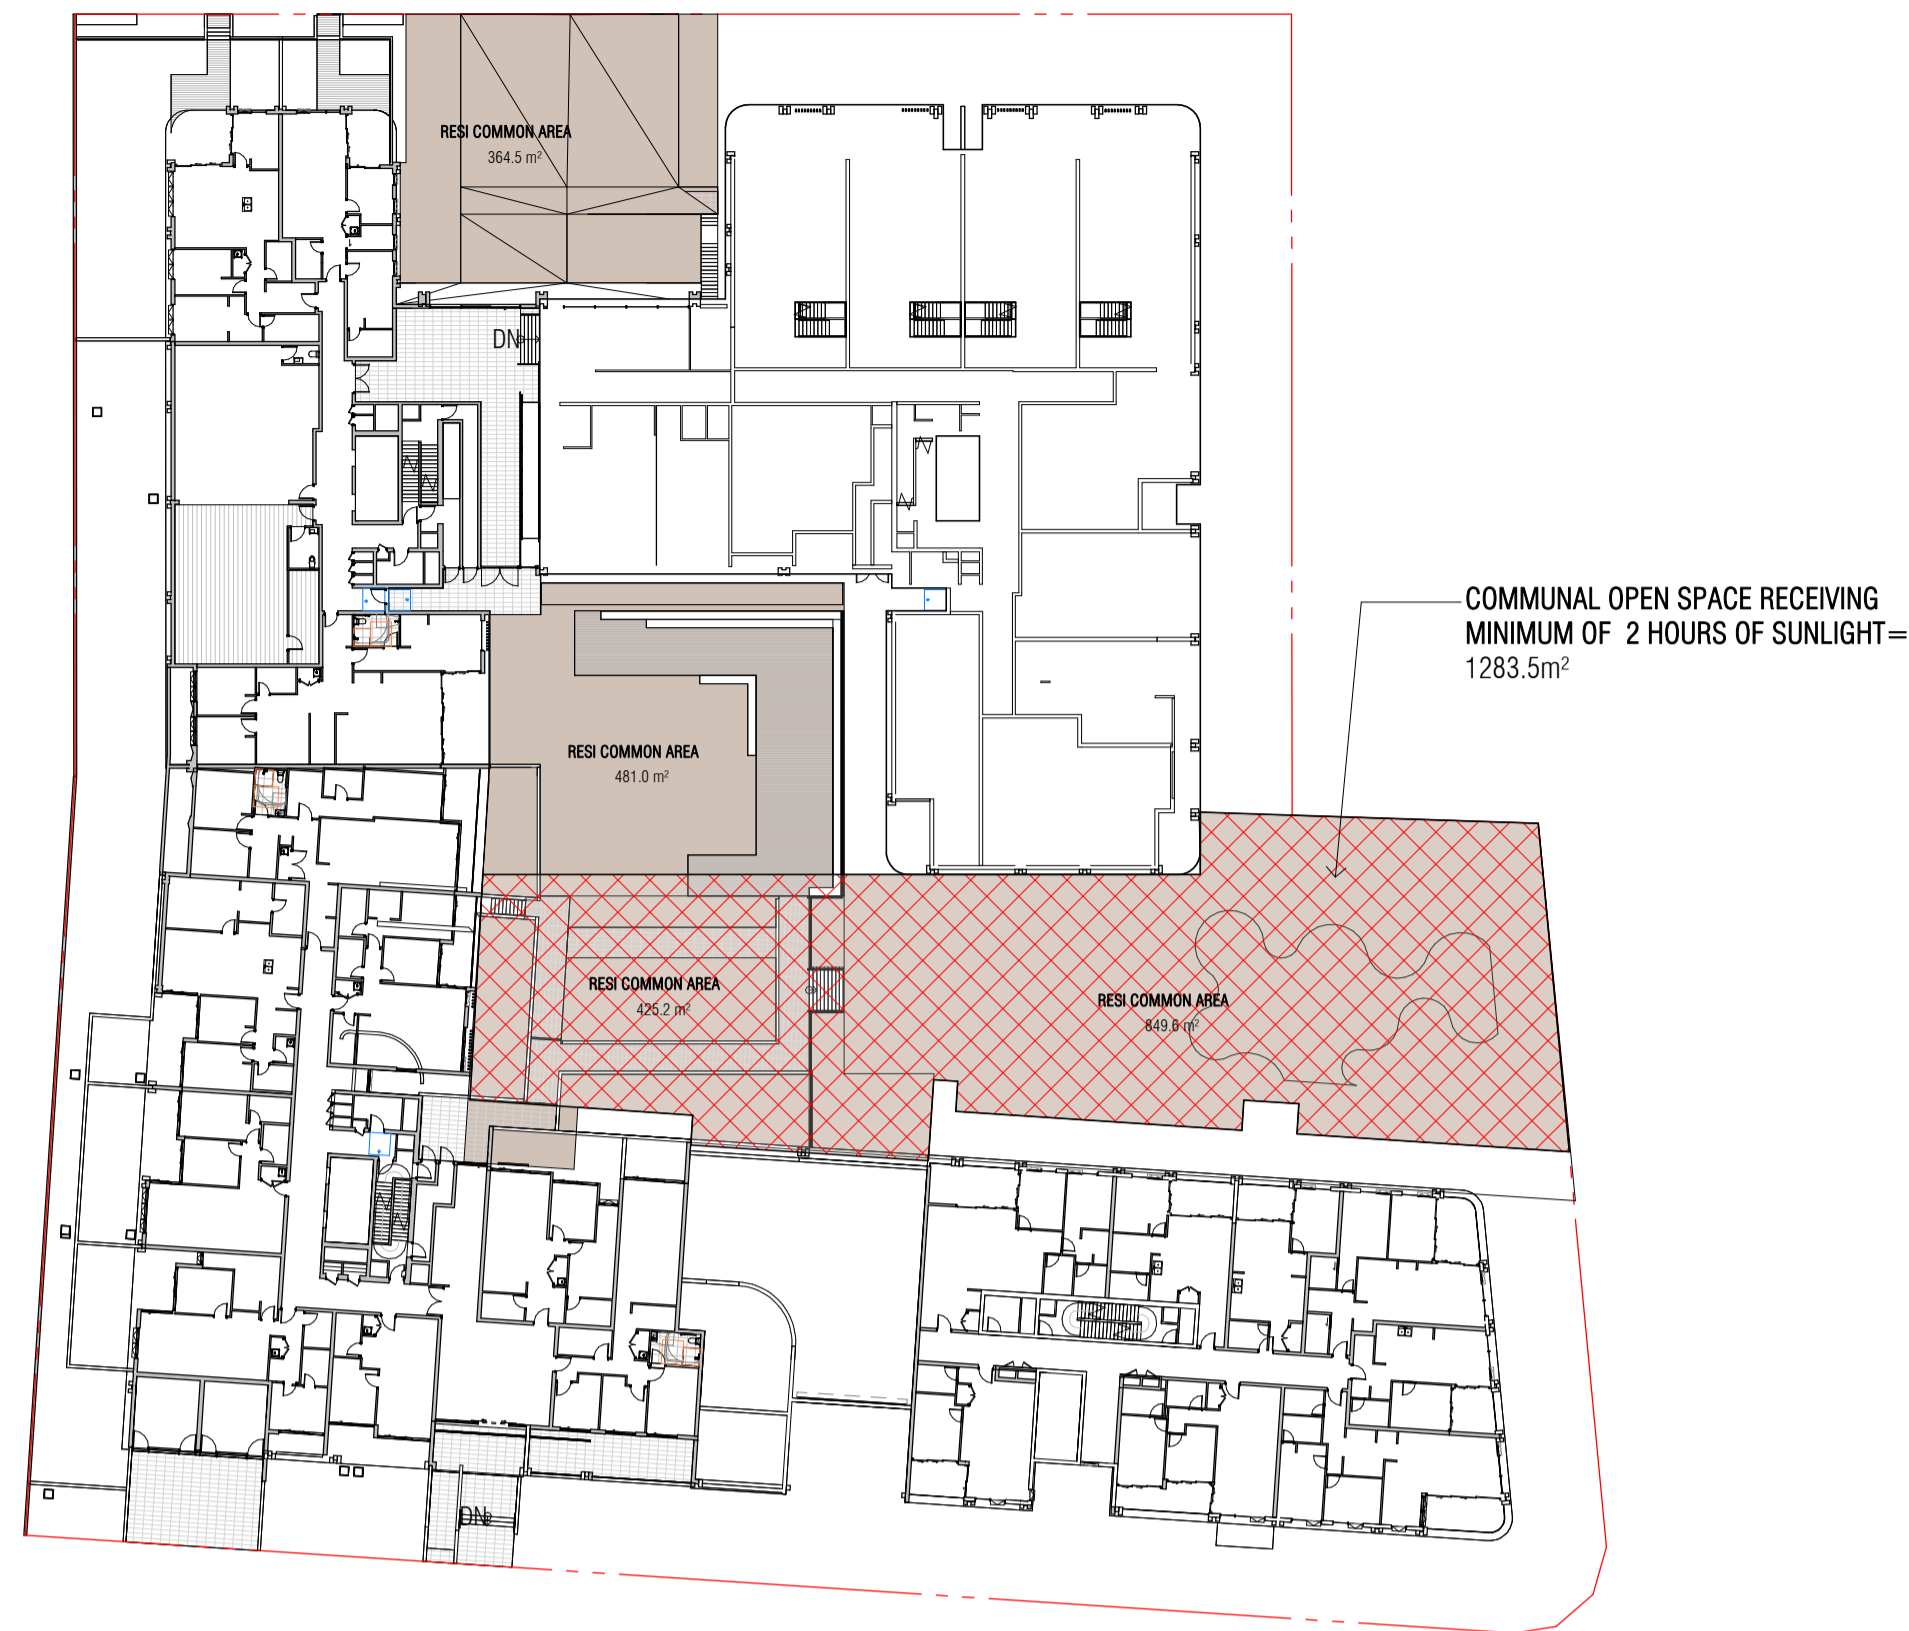 RESI COMMON AREA
364.5 m²
DN
COMMUNAL OPEN SPACE RECEIVING
MINIMUM OF 2 HOURS OF SUNLIGHT=
1283.5m²
RESI COMMON AREA
481.0 m²
RESI COMMON AREA
425.2 m²
RESI COMMON AREA
849.6 m²
DN